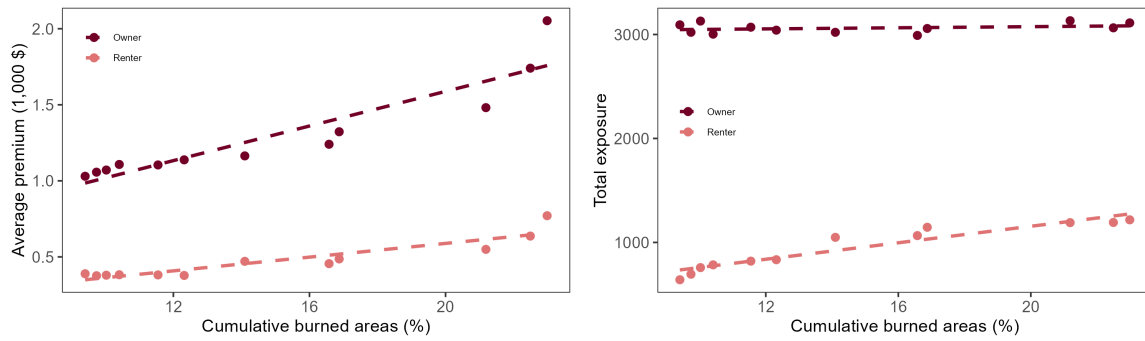 Average premium (1,000 $)
2.0
1.5
1.0
0.5
Owner
Renter
12
16
20
Cumulative burned areas (%)
Total exposure
3000
2000
1000
Owner
Renter
12
16
20
Cumulative burned areas (%)